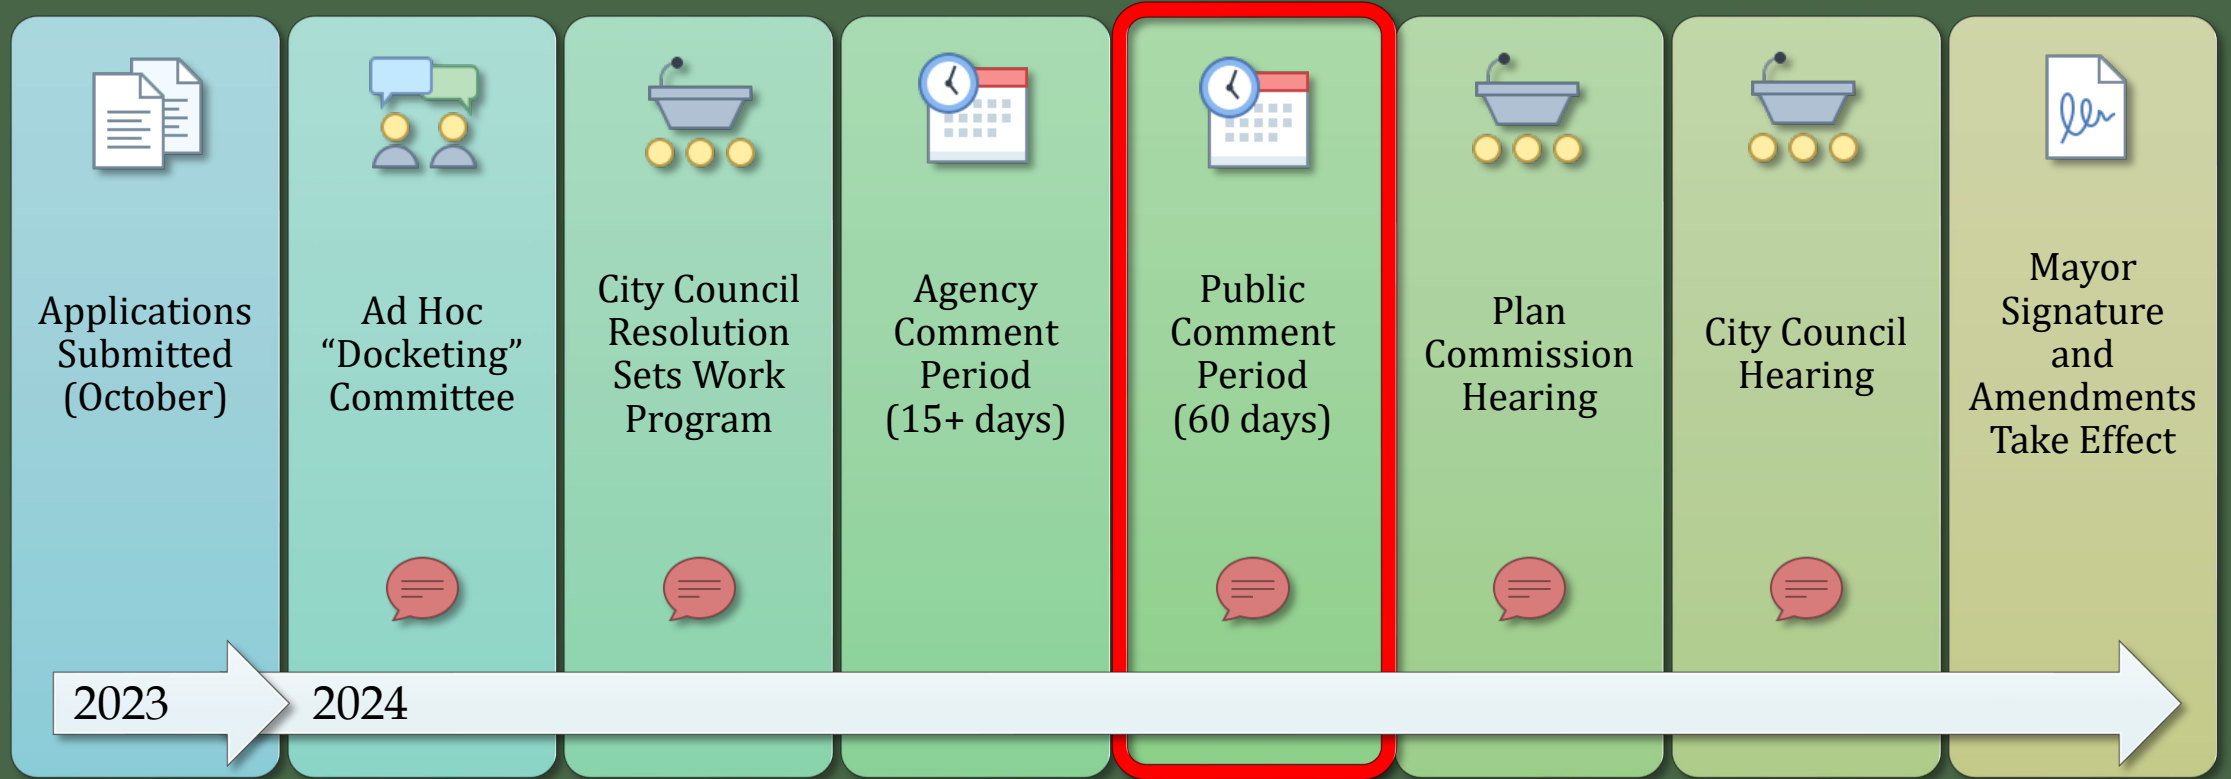 Applications
Submitted
(October)
Ad Hoc
“Docketing”
Committee
City Council
Resolution
Sets Work
Program
Agency
Comment
Period
(15+ days)
Public
Comment
Period
(60 days)
Plan
Commission
Hearing
City Council
Hearing
Mayor
Signature
and
Amendments
Take Effect
2023
2024